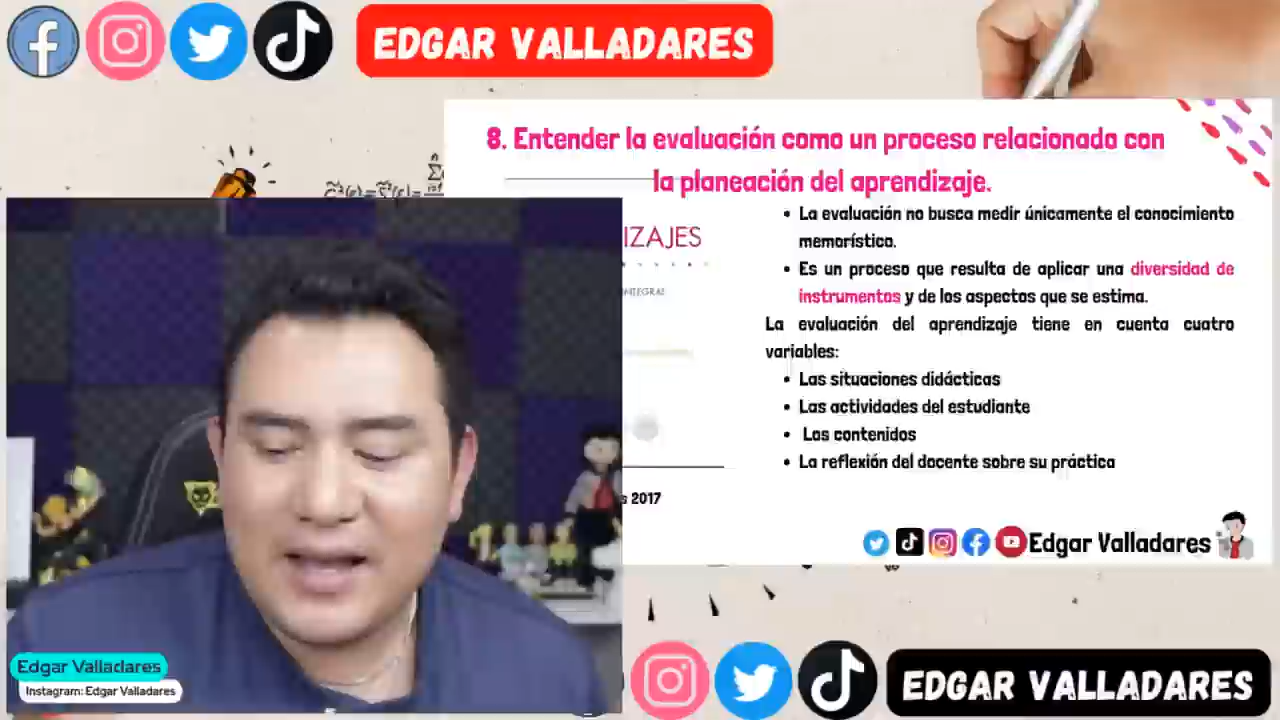 EDGAR VALLADARES
8. Entender la evaluación como un proceso relacionado con
la planeación del aprendizaje.
IZAJES
INTEGRAL
s 2017
• La evaluación no busca medir únicamente el conocimiento
memorístico.
• Es un proceso que resulta de aplicar una diversidad de
instrumentos y de los aspectos que se estima.
La evaluación del aprendizaje tiene en cuenta cuatro
variables:
• Las situaciones didácticas
• Las actividades del estudiante
• Los contenidos
• La reflexión del docente sobre su práctica
Edgar Valladares
Edgar Valladares
Instagram: Edgar Valladares
EDGAR VALLADARES